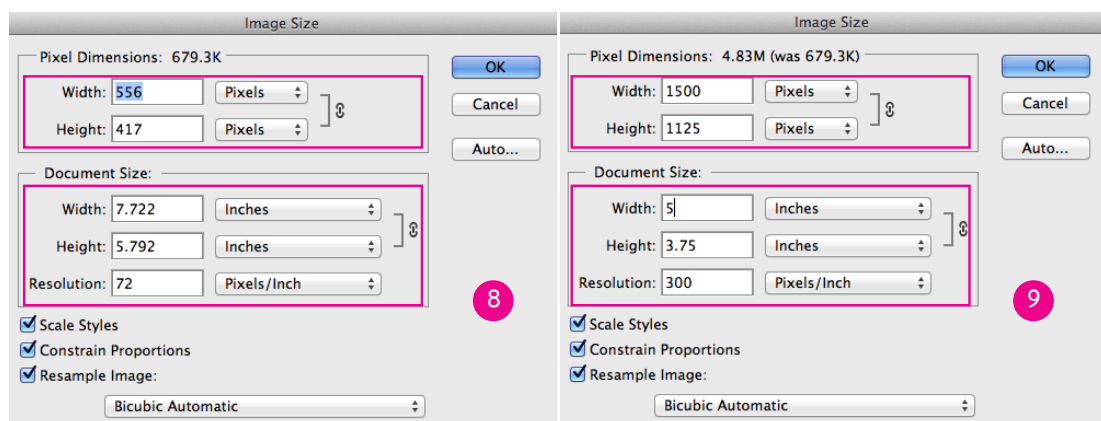 Image Size
Pixel Dimensions: 679.3K
OK
Width: 556 Pixels
Cancel
Height: 417 Pixels
Auto...
Document Size:
Width: 7.722 Inches
Height: 5.792 Inches
Resolution: 72 Pixels/Inch
8
Scale Styles
Constrain Proportions
Resample Image:
Bicubic Automatic
Image Size
Pixel Dimensions: 4.83M (was 679.3K)
OK
Width: 1500 Pixels
Cancel
Height: 1125 Pixels
Auto...
Document Size:
Width: 5 Inches
Height: 3.75 Inches
Resolution: 300 Pixels/Inch
9
Scale Styles
Constrain Proportions
Resample Image:
Bicubic Automatic